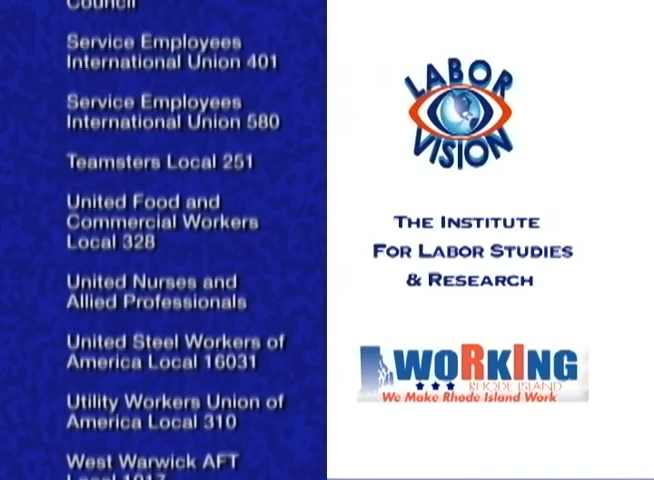 Council
Service Employees
International Union 401
Service Employees
International Union 580
Teamsters Local 251
United Food and
Commercial Workers
Local 328
United Nurses and
Allied Professionals
United Steel Workers of
America Local 16031
Utility Workers Union of
America Local 310
West Warwick AFT
Local 1017
LABOR
VISION
THE INSTITUTE
FOR LABOR STUDIES
& RESEARCH
WORKING
RHODE ISLAND
We Make Rhode Island Work